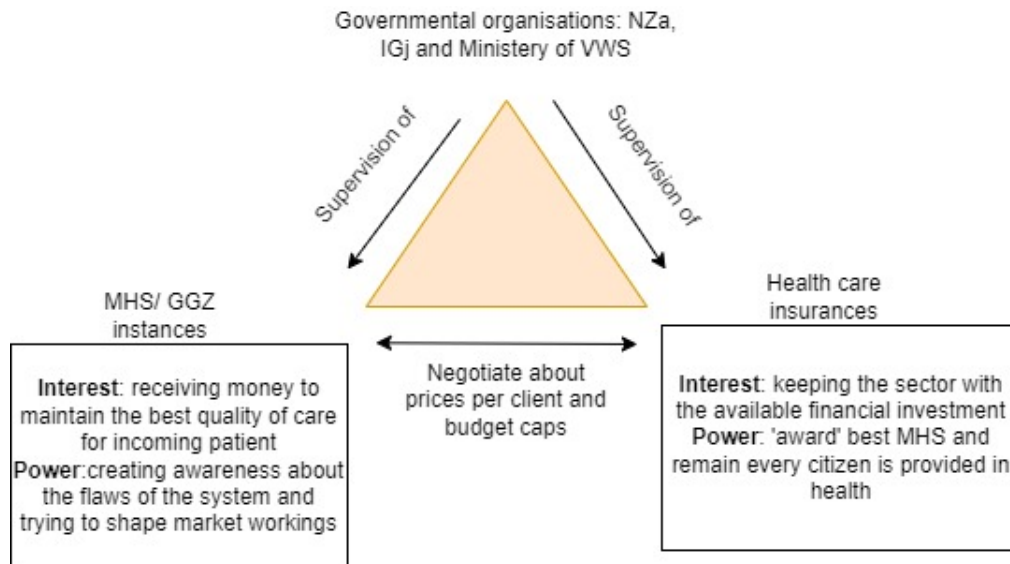 Governmental organisations: NZa,
IGj and Ministery of VWS
Supervision of
Supervision of
MHS/ GGZ
instances
Interest: receiving money to
maintain the best quality of care
for incoming patient
Power:creating awareness about
the flaws of the system and
trying to shape market workings
Negotiate about
prices per client and
budget caps
Health care
insurances
Interest: keeping the sector with
the available financial investment
Power: 'award' best MHS and
remain every citizen is provided in
health